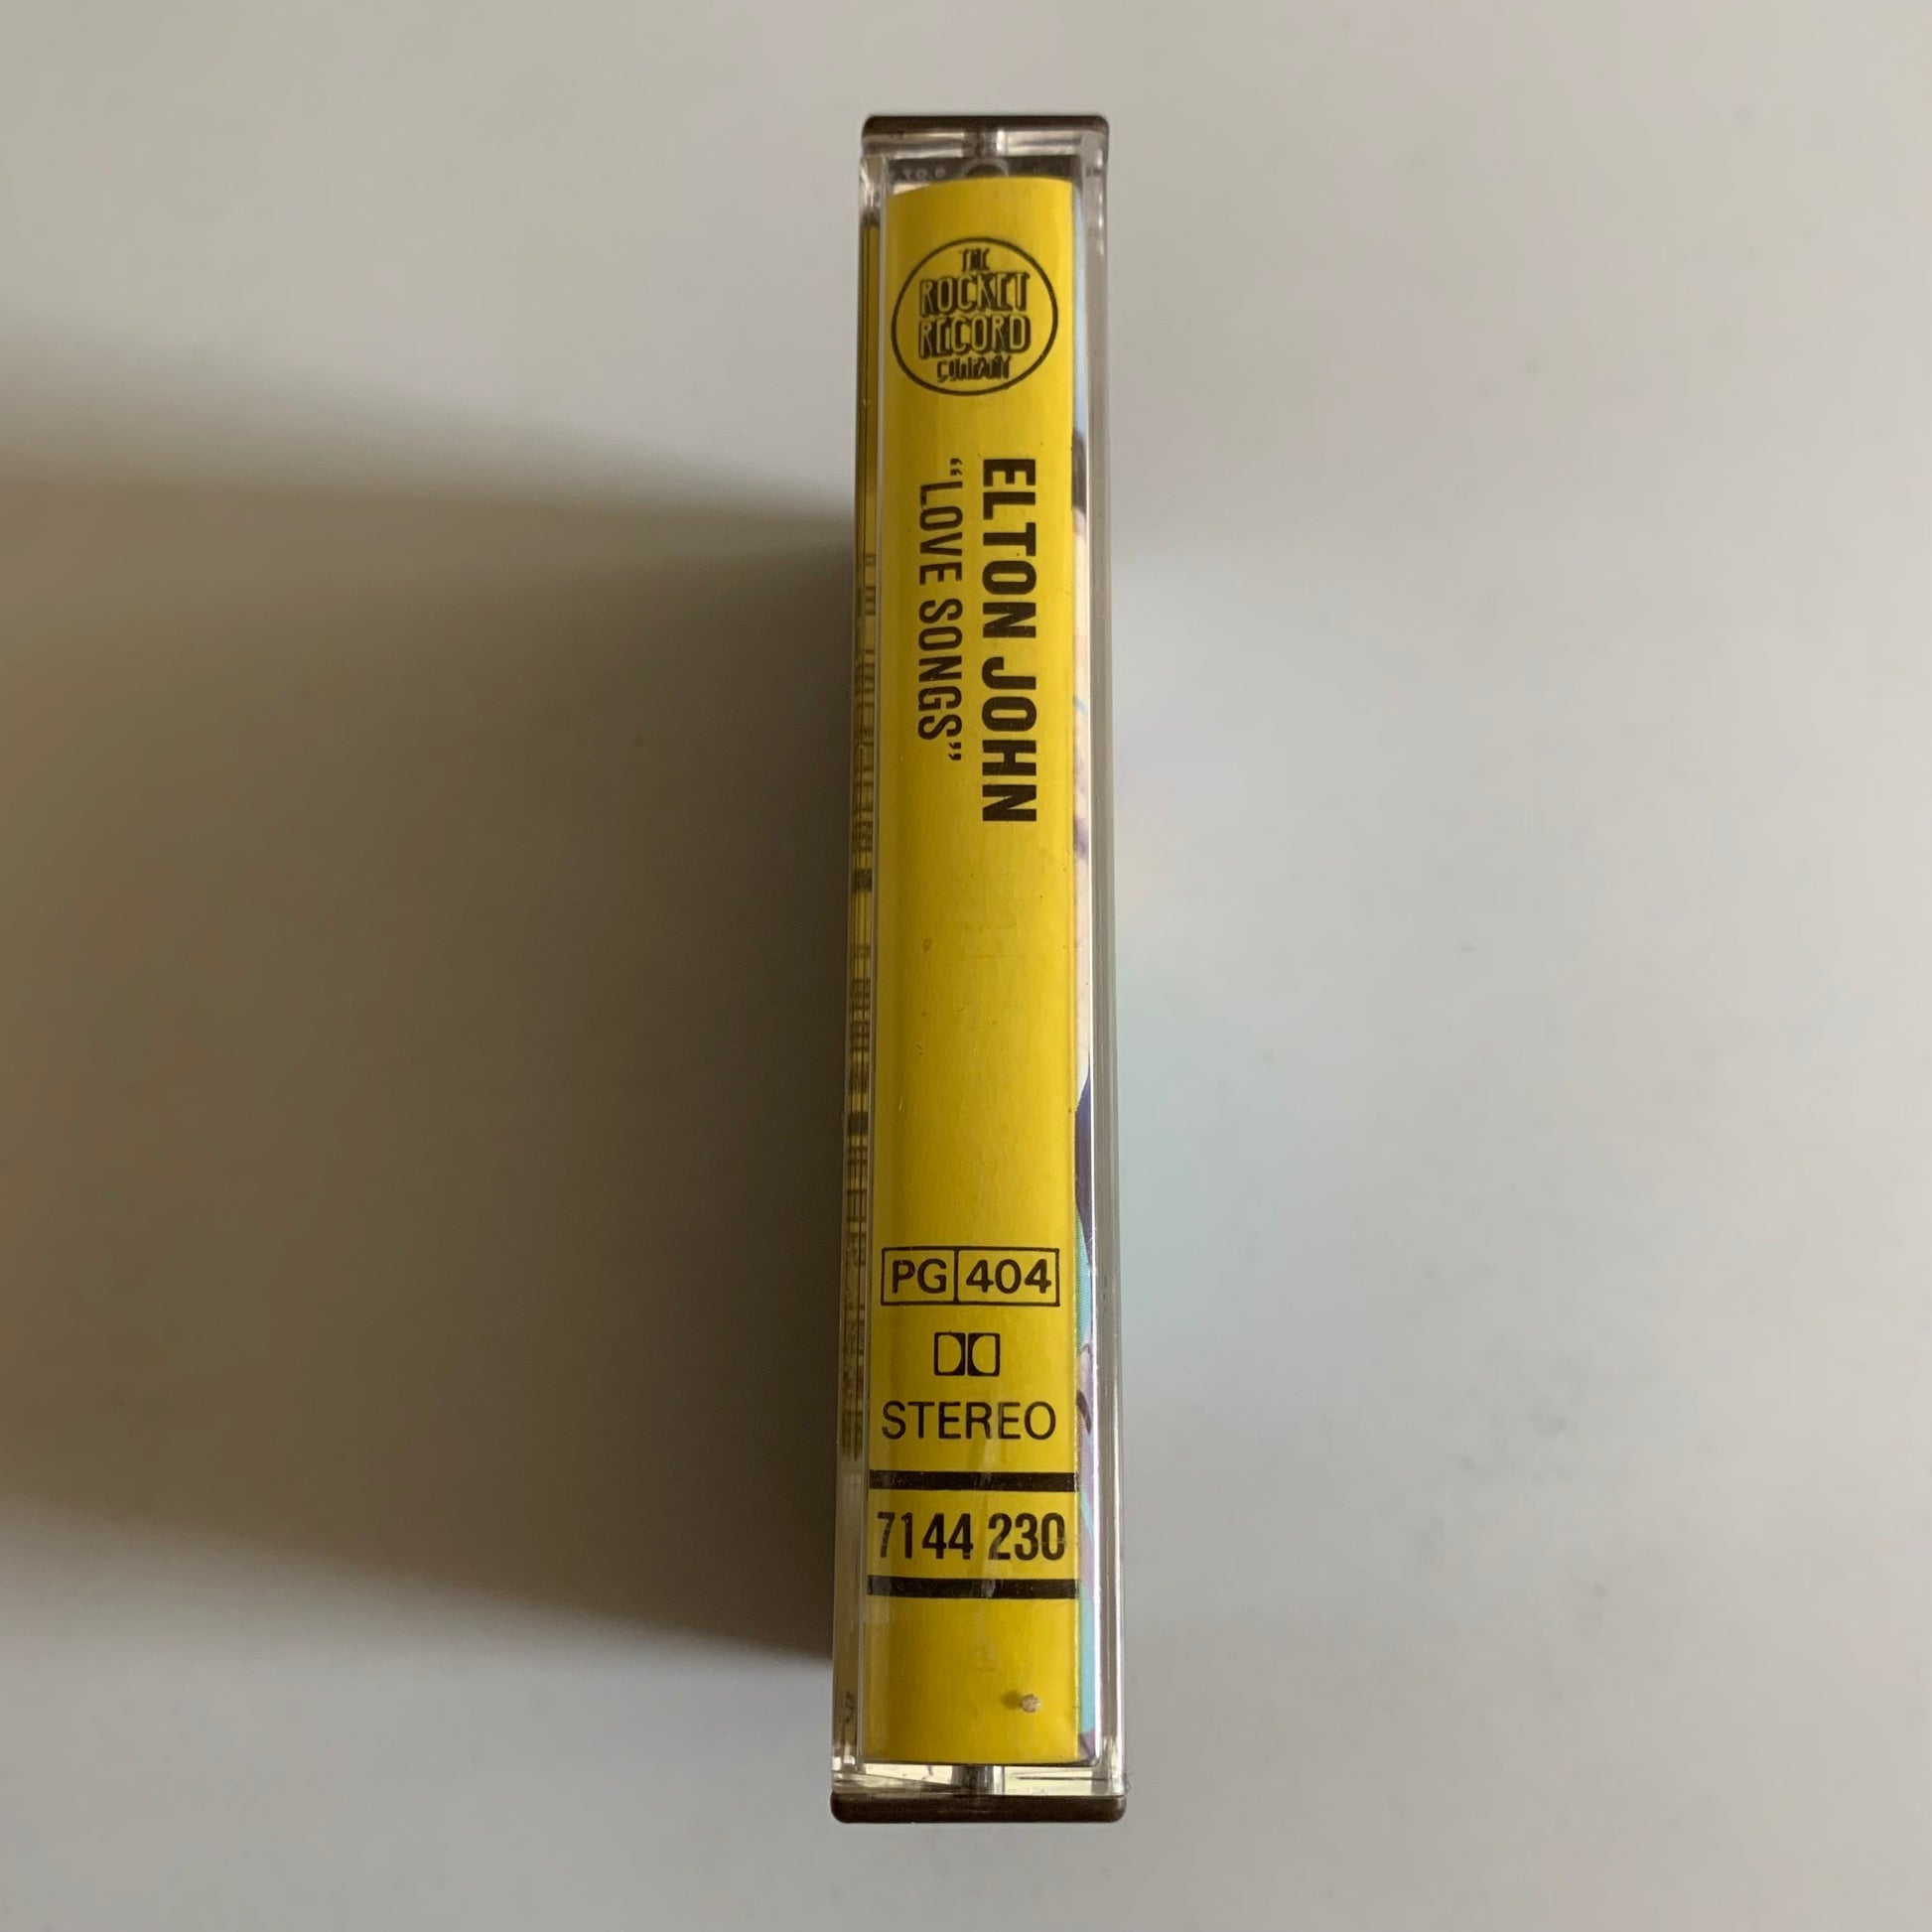 THE
ROCKET
RECORD
COMPANY
ELTON JOHN
“LOVE SONGS”
PG 404
STEREO
7144 230